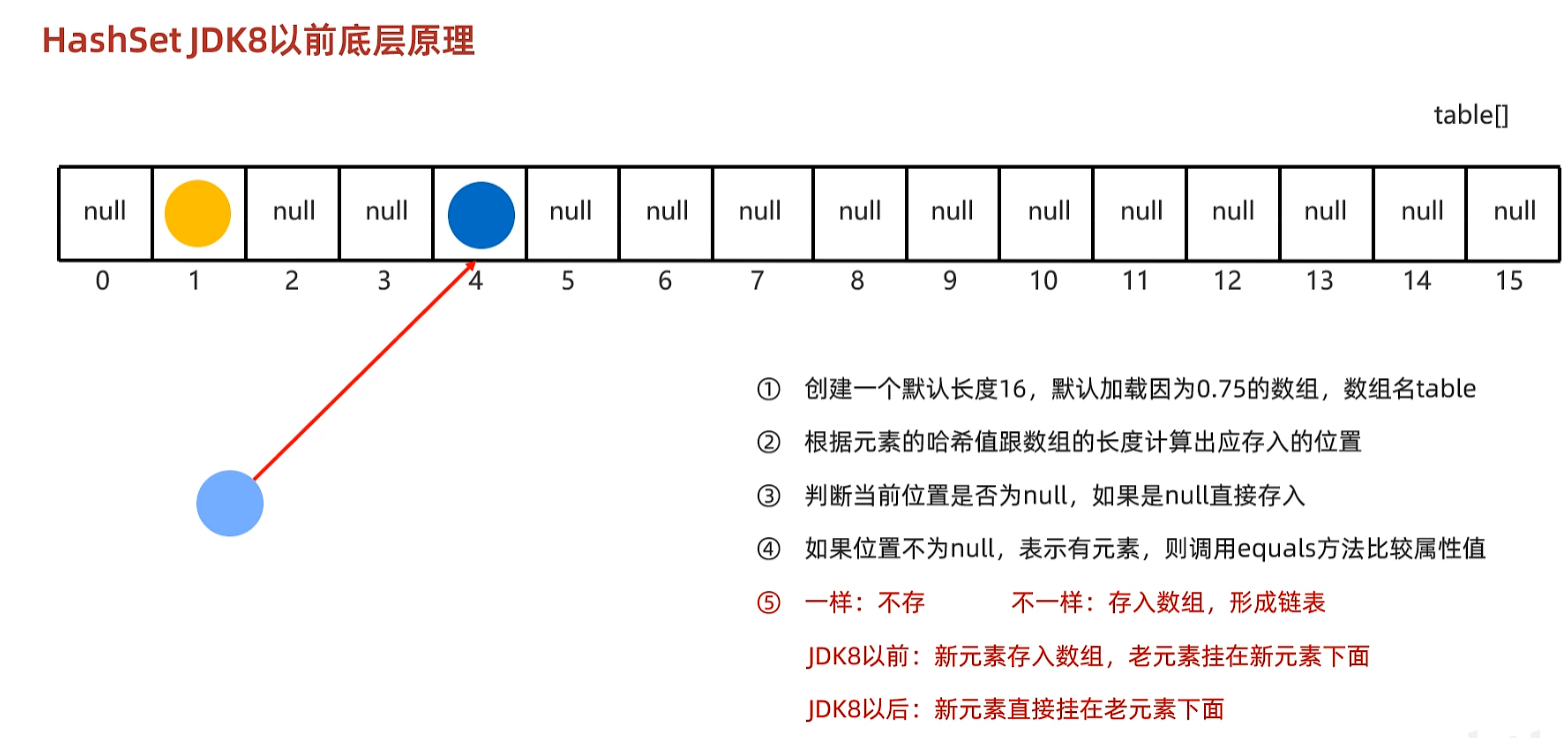 HashSet JDK8以前底层原理
table[]
null null null null null null null null null null null null null null
0 1 2 3 4 5 6 7 8 9 10 11 12 13 14 15
① 创建一个默认长度16，默认加载因为0.75的数组，数组名table
② 根据元素的哈希值跟数组的长度计算出应存入的位置
③ 判断当前位置是否为null，如果是null直接存入
④ 如果位置不为null，表示有元素，则调用equals方法比较属性值
⑤ 一样：不存 不一样：存入数组，形成链表
JDK8以前：新元素存入数组，老元素挂在新元素下面
JDK8以后：新元素直接挂在老元素下面